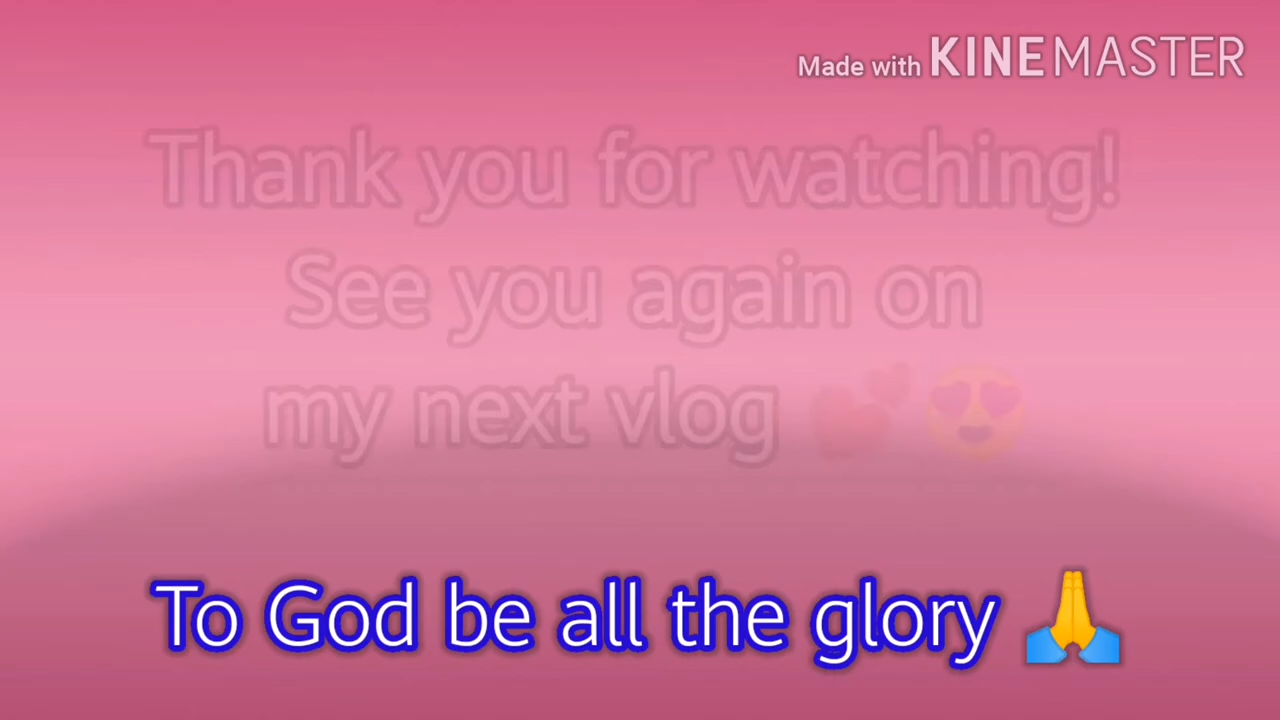 Made with KINEMASTER
Thank you for watching!
See you again on
my next vlog 💕😍
To God be all the glory 🙏